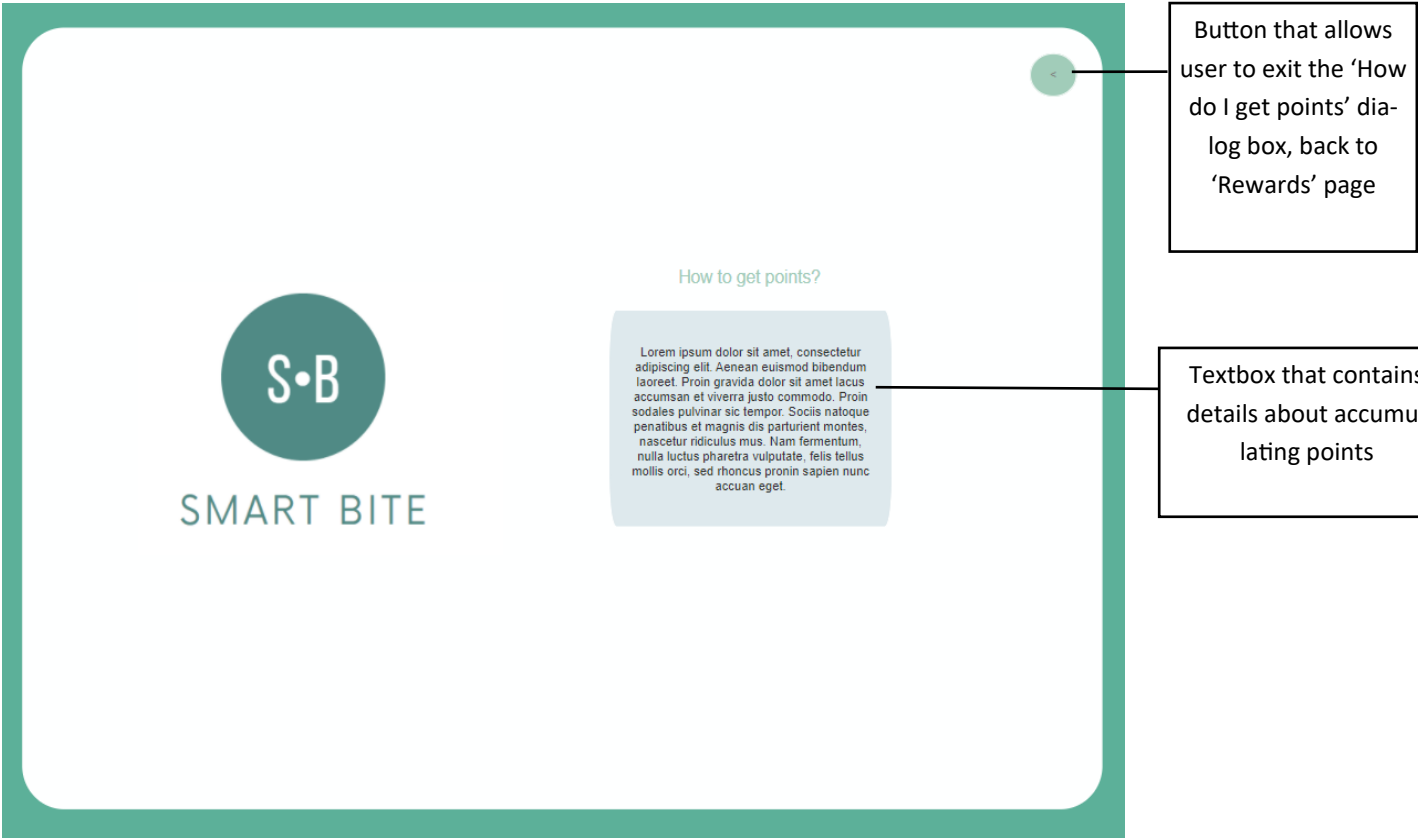 <
Button that allows
user to exit the ‘How
do I get points’ dia-
log box, back to
‘Rewards’ page
How to get points?
S•B
SMART BITE
Lorem ipsum dolor sit amet, consectetur
adipiscing elit. Aenean euismod bibendum
laoreet. Proin gravida dolor sit amet lacus
accumsan et viverra justo commodo. Proin
sodales pulvinar sic tempor. Sociis natoque
penatibus et magnis dis parturient montes,
nascetur ridiculus mus. Nam fermentum,
nulla luctus pharetra vulputate, felis tellus
mollis orci, sed rhoncus pronin sapien nunc
accuan eget.
Textbox that contains
details about accumu
lating points